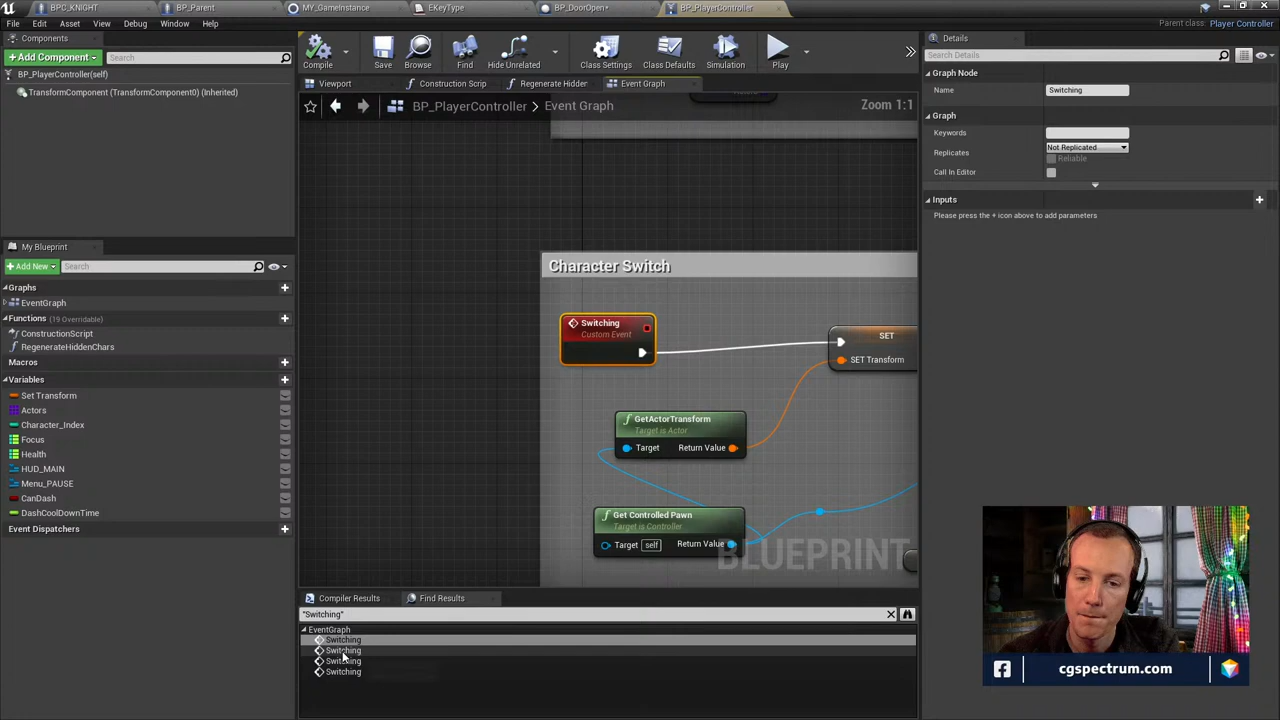 BPC_KNIGHT
BP_Parent
MY_GameInstance
EKeyType
BP_DoorOpen*
BP_PlayerController
File Edit Asset View Debug Window Help
Parent class: Player Controller
Components
+ Add Component
Search
BP_PlayerController(self)
TransformComponent (TransformComponent0) (Inherited)
My Blueprint
+ Add New
Search
Graphs
EventGraph
Functions (19 Overridable)
ConstructionScript
RegenerateHiddenChars
Macros
Variables
Set Transform
Actors
Character_Index
Focus
Health
HUD_MAIN
Menu_PAUSE
CanDash
DashCoolDownTime
Event Dispatchers
Compile
Save
Browse
Find
Hide Unrelated
Class Settings
Class Defaults
Simulation
Play
Viewport
Construction Scrip
Regenerate Hidder
Event Graph
BP_PlayerController > Event Graph
Zoom 1:1
Character Switch
Switching
Custom Event
SET
SET Transform
GetActorTransform
Target is Actor
Target
Return Value
Get Controlled Pawn
Target is Controller
Target self
Return Value
BLUEPRINT
Compiler Results
Find Results
"Switching"
EventGraph
Switching
Switching
Switching
Switching
Details
Search Details
Graph Node
Name
Switching
Graph
Keywords
Replicates
Not Replicated
Reliable
Call In Editor
Inputs
Please press the + icon above to add parameters
cgspectrum.com